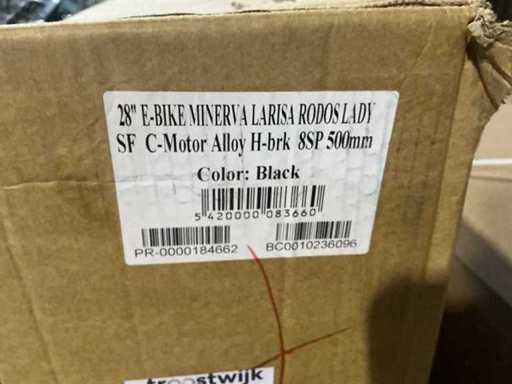 28" E-BIKE MINERVA LARISA RODOS LADY
SF C-Motor Alloy H-brk 8SP 500mm
Color: Black
5 420000 083660
PR-0000184662 BC0010236096
troostwijk